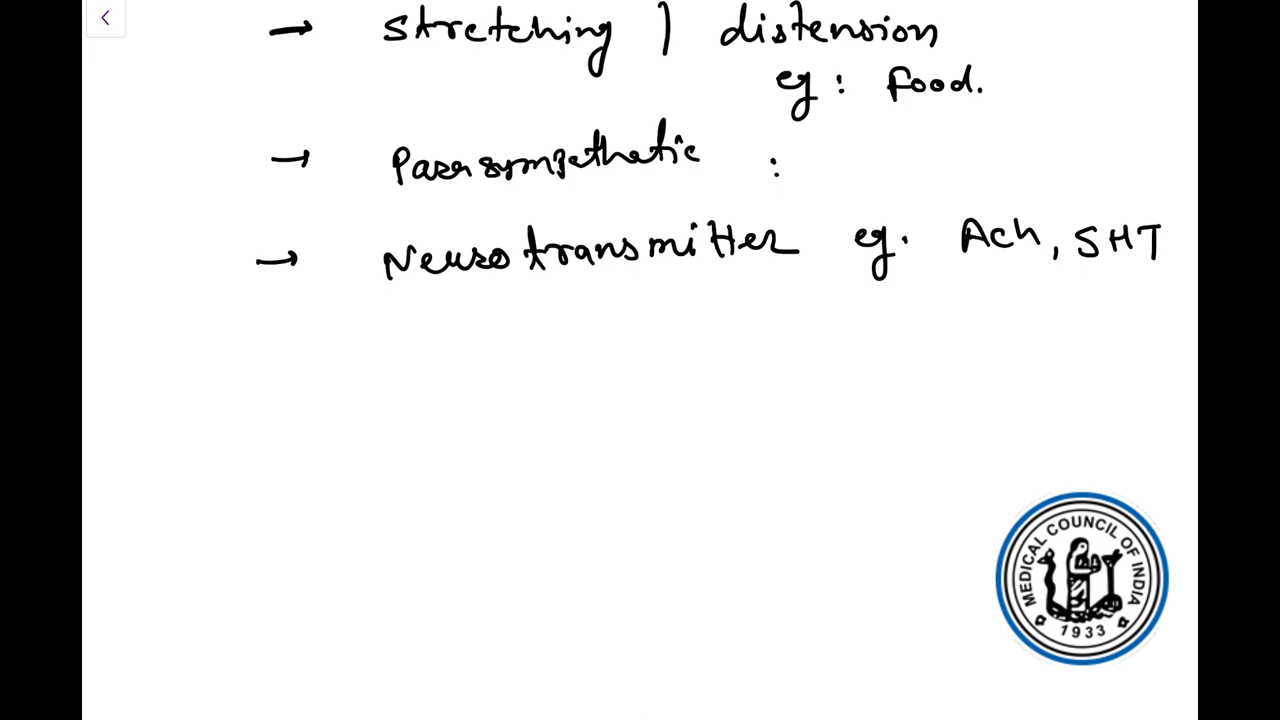 → Stretching / distension
eg : food.
→ Parasympathetic :
→ Neurotransmitter eg. Ach, 5HT
MEDICAL COUNCIL OF INDIA
1933